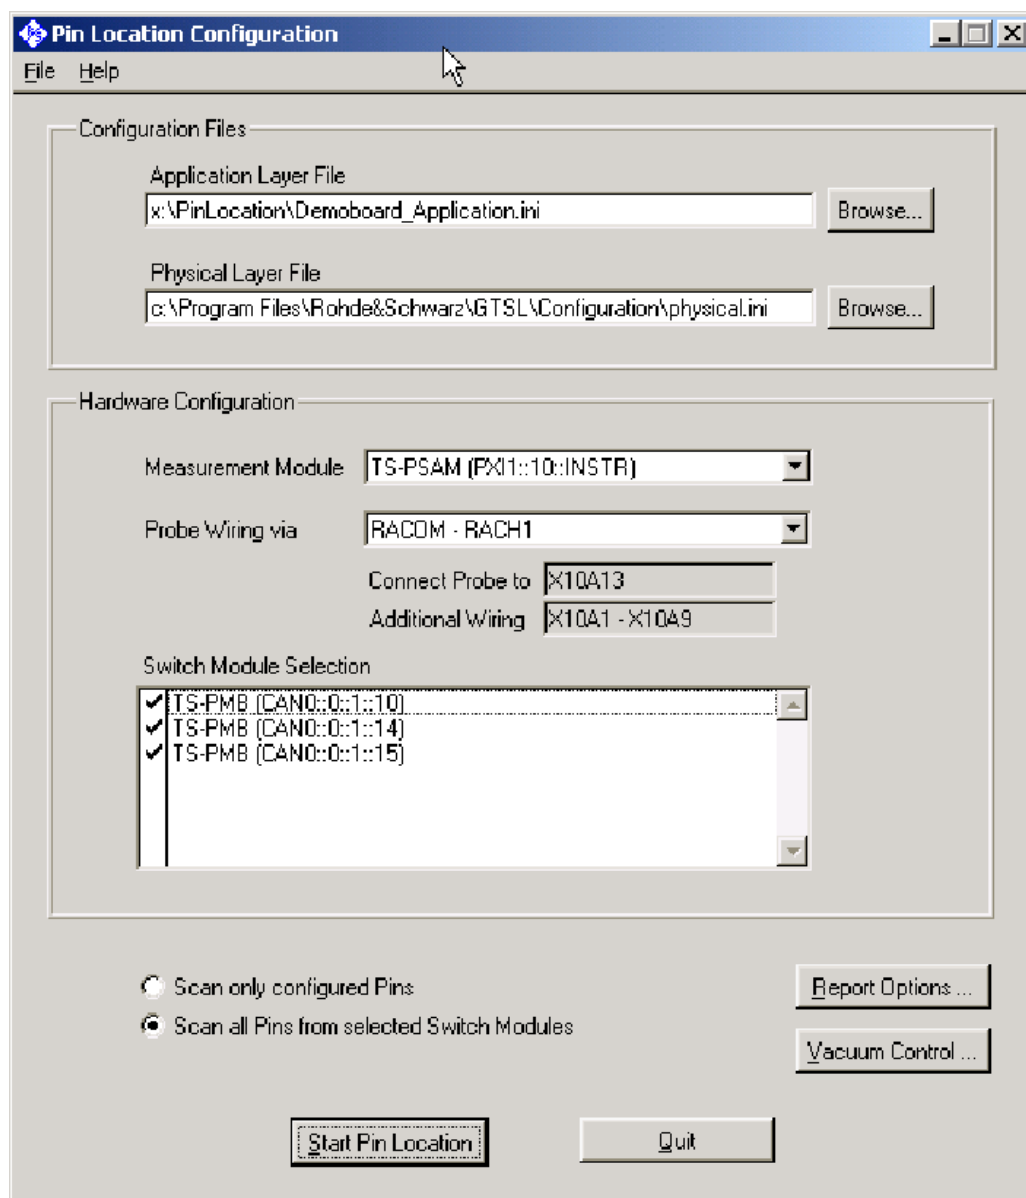 Pin Location Configuration
File Help
Configuration Files
Application Layer File
x:\PinLocation\Demoboard_Application.ini
Browse...
Physical Layer File
c:\Program Files\Rohde&Schwarz\GTSL\Configuration\physical.ini
Browse...
Hardware Configuration
Measurement Module TS-PSAM (PXI1::10::INSTR)
Probe Wiring via RACOM - RACH1
Connect Probe to X10A13
Additional Wiring X10A1 - X10A9
Switch Module Selection
TS-PMB (CAN0::0::1::10)
TS-PMB (CAN0::0::1::14)
TS-PMB (CAN0::0::1::15)
Scan only configured Pins
Report Options ...
Scan all Pins from selected Switch Modules
Vacuum Control ...
Start Pin Location Quit